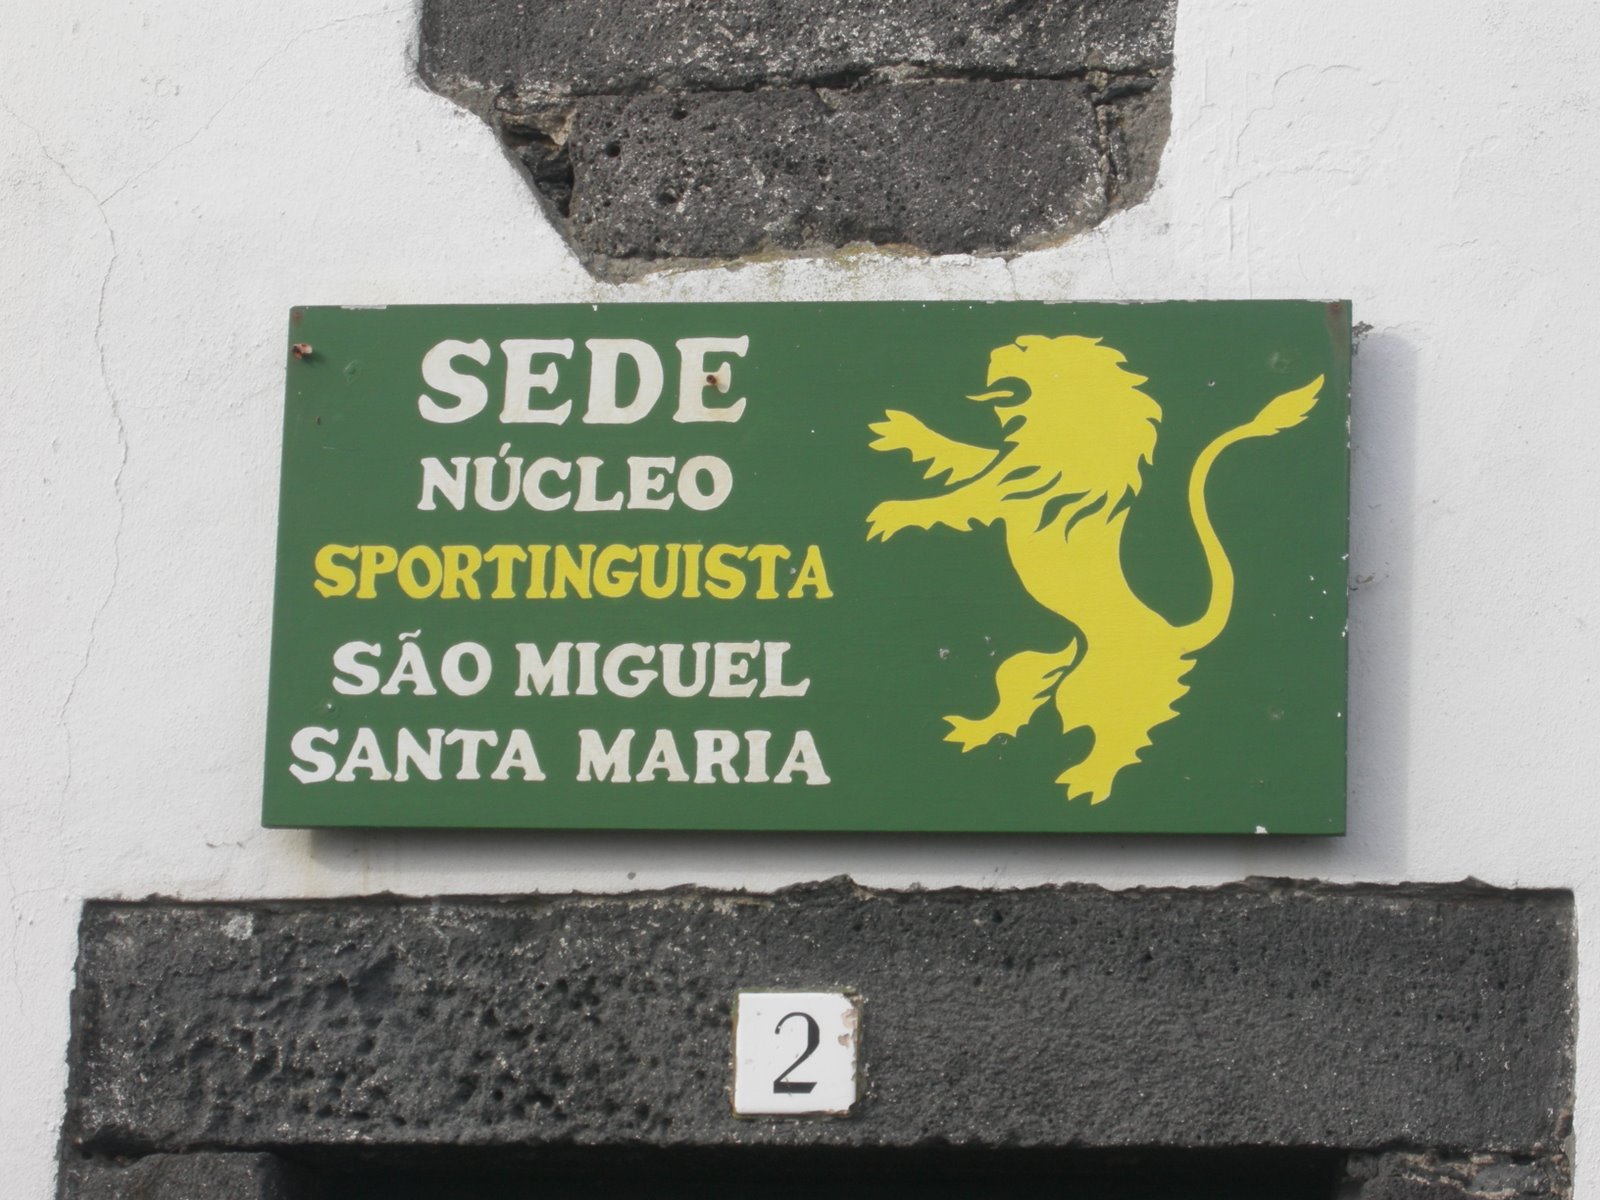 SEDE
NÚCLEO
SPORTINGUISTA
SÃO MIGUEL
SANTA MARIA
2